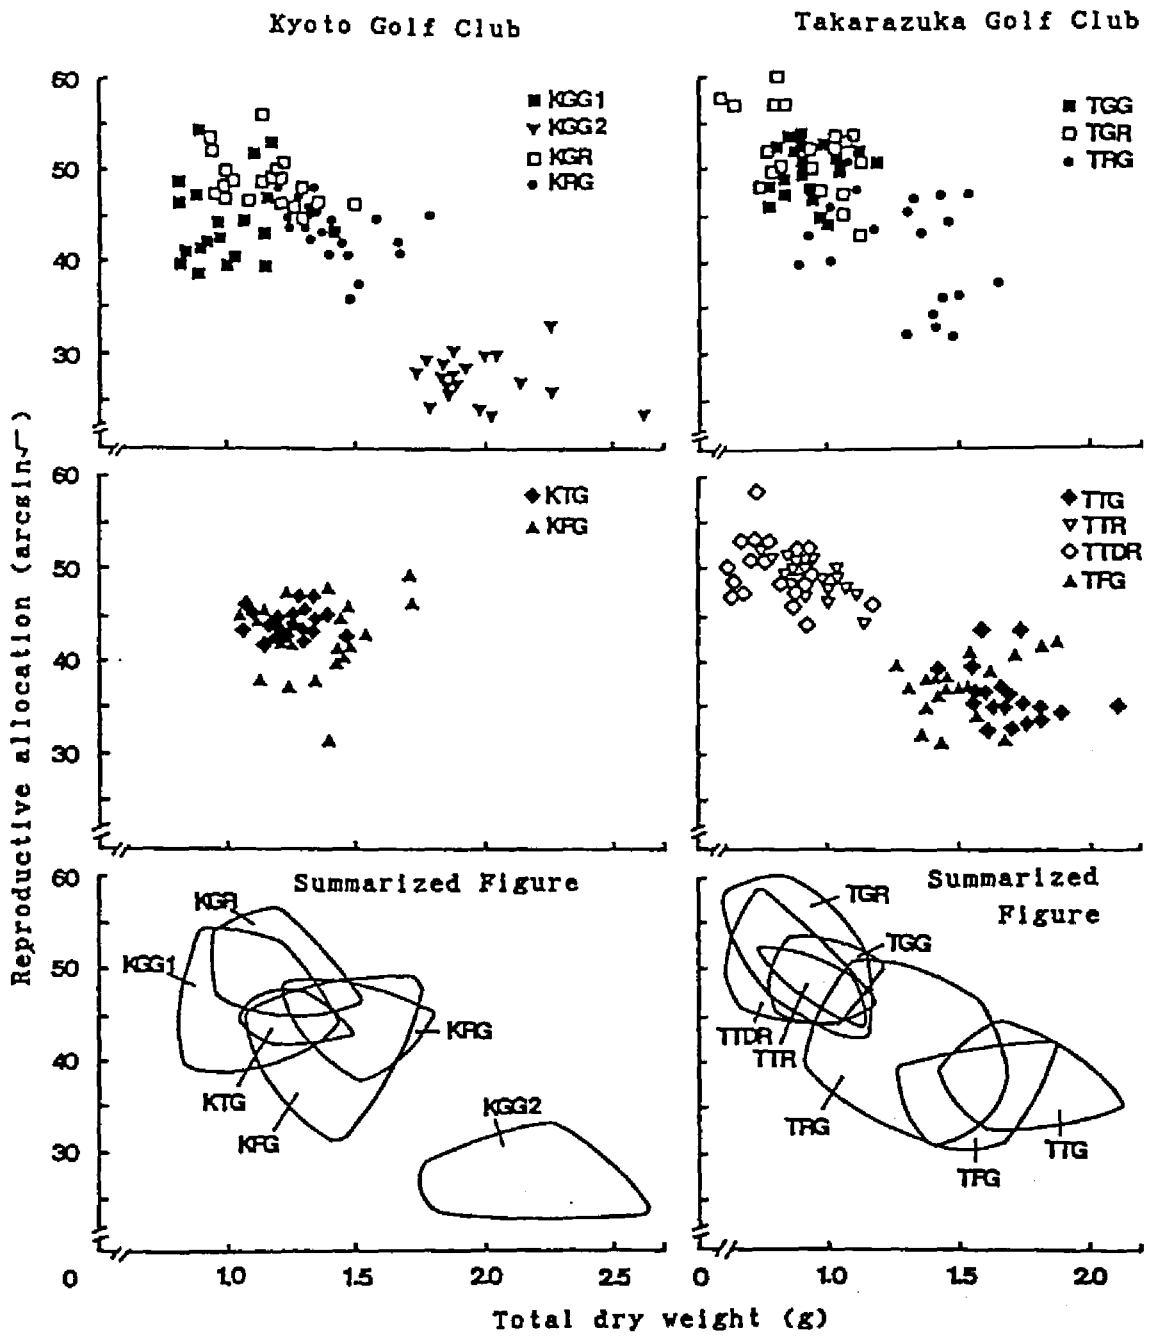 Kyoto Golf Club
Takarazuka Golf Club
60
50
40
30
KGG1
KGG2
KGR
KRG
TGG
TGR
TRG
60
50
40
30
KTG
KFG
TTG
TTR
TTDR
TFG
60
50
40
30
0
1.0
1.5
2.0
2.5
Summarized Figure
KGR
KGG1
KRG
KTG
KFG
KGG2
Summarized
Figure
TGR
TGG
TTDR
TTR
TRG
TFG
TTG
0
1.0
1.5
2.0
Reproductive allocation (arcsin√‾)
Total dry weight (g)